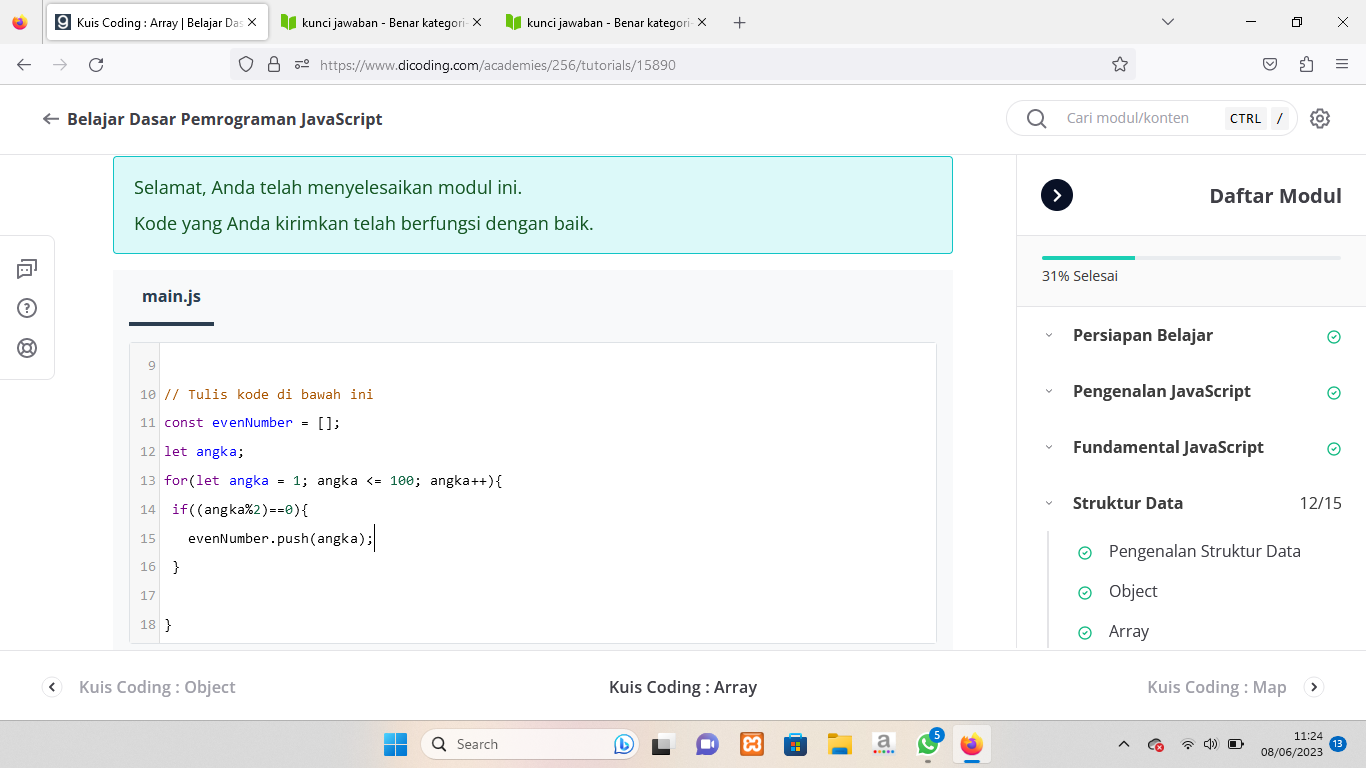 Kuis Coding : Array | Belajar Das
kunci jawaban - Benar kategori-
kunci jawaban - Benar kategori-
https://www.dicoding.com/academies/256/tutorials/15890
Belajar Dasar Pemrograman JavaScript
Cari modul/konten
CTRL /
Selamat, Anda telah menyelesaikan modul ini.
Kode yang Anda kirimkan telah berfungsi dengan baik.
main.js
9
10 // Tulis kode di bawah ini
11 const evenNumber = [];
12 let angka;
13 for(let angka = 1; angka <= 100; angka++){
14 if((angka%2)==0){
15 evenNumber.push(angka);
16 }
17
18 }
Daftar Modul
31% Selesai
Persiapan Belajar
Pengenalan JavaScript
Fundamental JavaScript
Struktur Data 12/15
Pengenalan Struktur Data
Object
Array
Kuis Coding : Object
Kuis Coding : Array
Kuis Coding : Map
Search
a
5
11:24
08/06/2023
13